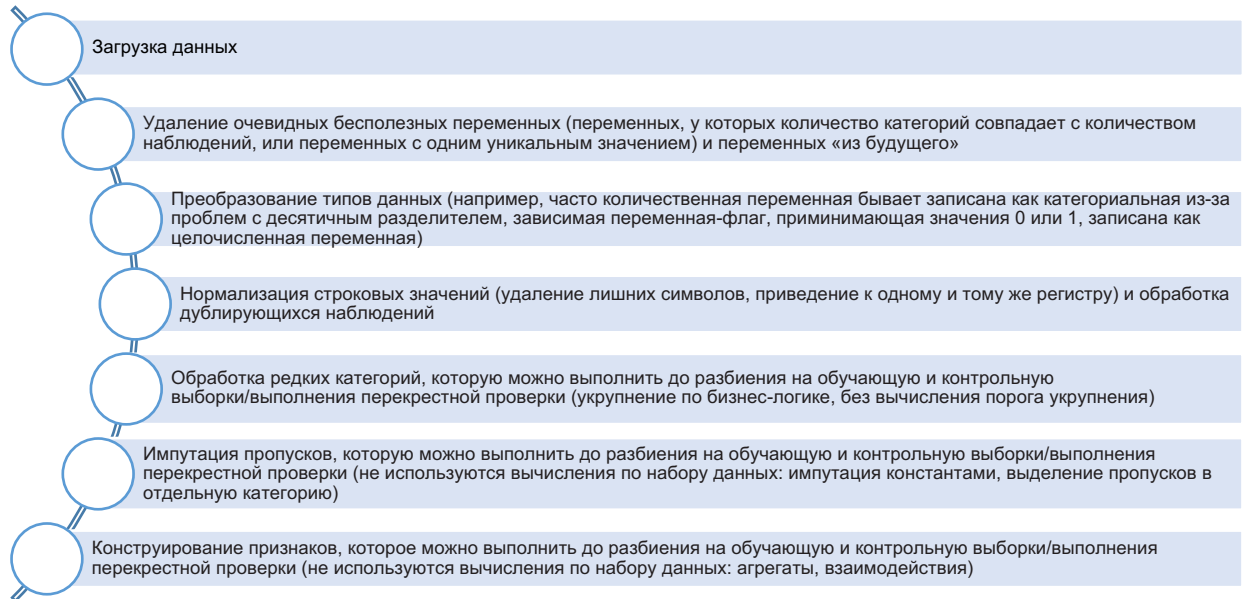 Загрузка данных
Удаление очевидных бесполезных переменных (переменных, у которых количество категорий совпадает с количеством
наблюдений, или переменных с одним уникальным значением) и переменных «из будущего»
Преобразование типов данных (например, часто количественная переменная бывает записана как категориальная из-за
проблем с десятичным разделителем, зависимая переменная-флаг, приминимающая значения 0 или 1, записана как
целочисленная переменная)
Нормализация строковых значений (удаление лишних символов, приведение к одному и тому же регистру) и обработка
дублирующихся наблюдений
Обработка редких категорий, которую можно выполнить до разбиения на обучающую и контрольную
выборки/выполнения перекрестной проверки (укрупнение по бизнес-логике, без вычисления порога укрупнения)
Импутация пропусков, которую можно выполнить до разбиения на обучающую и контрольную выборки/выполнения
перекрестной проверки (не используются вычисления по набору данных: импутация константами, выделение пропусков в
отдельную категорию)
Конструирование признаков, которое можно выполнить до разбиения на обучающую и контрольную выборки/выполнения
перекрестной проверки (не используются вычисления по набору данных: агрегаты, взаимодействия)